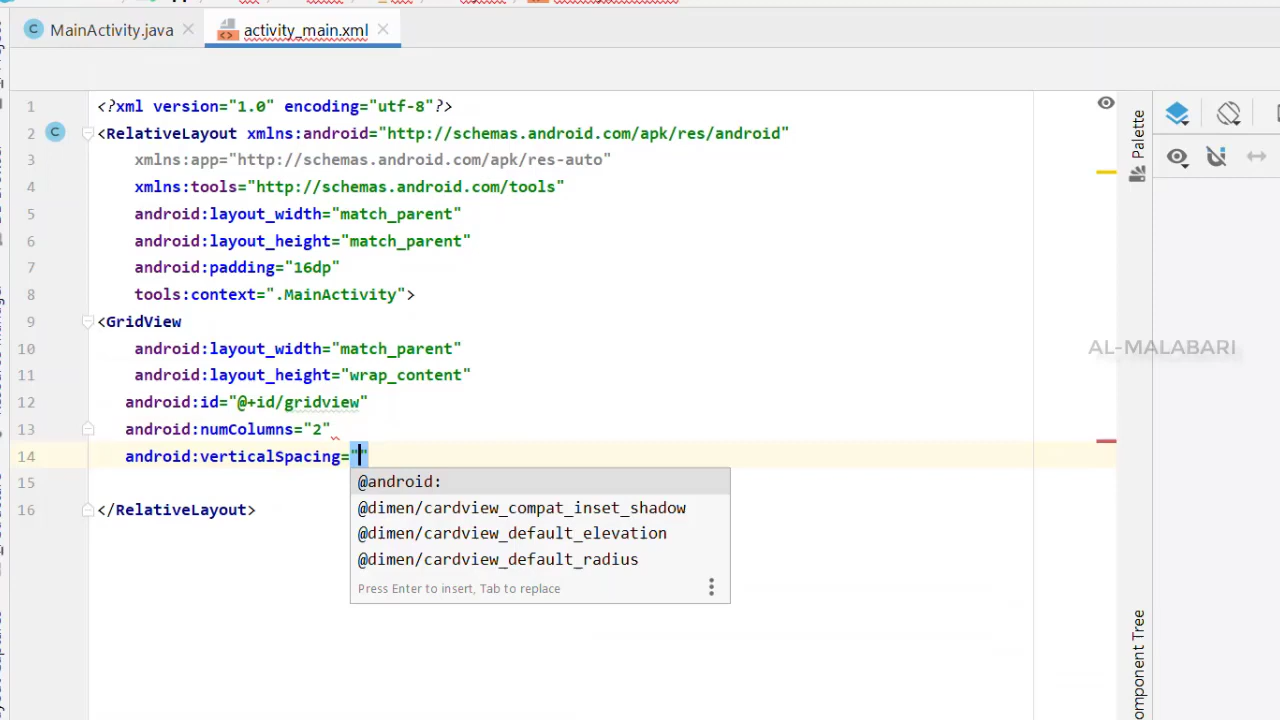 MainActivity.java
activity_main.xml
1 <?xml version="1.0" encoding="utf-8"?>
2 <RelativeLayout xmlns:android="http://schemas.android.com/apk/res/android"
3 xmlns:app="http://schemas.android.com/apk/res-auto"
4 xmlns:tools="http://schemas.android.com/tools"
5 android:layout_width="match_parent"
6 android:layout_height="match_parent"
7 android:padding="16dp"
8 tools:context=".MainActivity">
9 <GridView
10 android:layout_width="match_parent"
11 android:layout_height="wrap_content"
12 android:id="@+id/gridview"
13 android:numColumns="2"
14 android:verticalSpacing=""
15
16 </RelativeLayout>
@android:
@dimen/cardview_compat_inset_shadow
@dimen/cardview_default_elevation
@dimen/cardview_default_radius
Press Enter to insert, Tab to replace
AL-MALABARI
Palette
omponent Tree